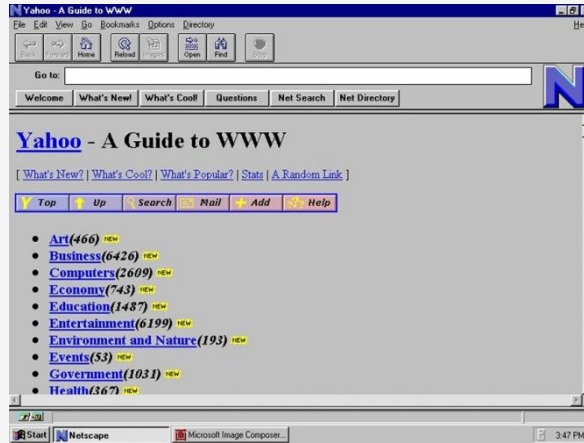 Yahoo - A Guide to WWW
File Edit View Go Bookmarks Options Directory He
Back Forward Home Reload Images Open Find Stop
Go to:
Welcome What's New! What's Cool! Questions Net Search Net Directory
N
Yahoo - A Guide to WWW
[ What's New? | What's Cool? | What's Popular? | Stats | A Random Link ]
Y Top Up Search Mail Add Help
Art(466) NEW
Business(6426) NEW
Computers(2609) NEW
Economy(743) NEW
Education(1487) NEW
Entertainment(6199) NEW
Environment and Nature(193) NEW
Events(53) NEW
Government(1031) NEW
Health(367) NEW
Start Netscape Microsoft Image Composer... 3:47 PM